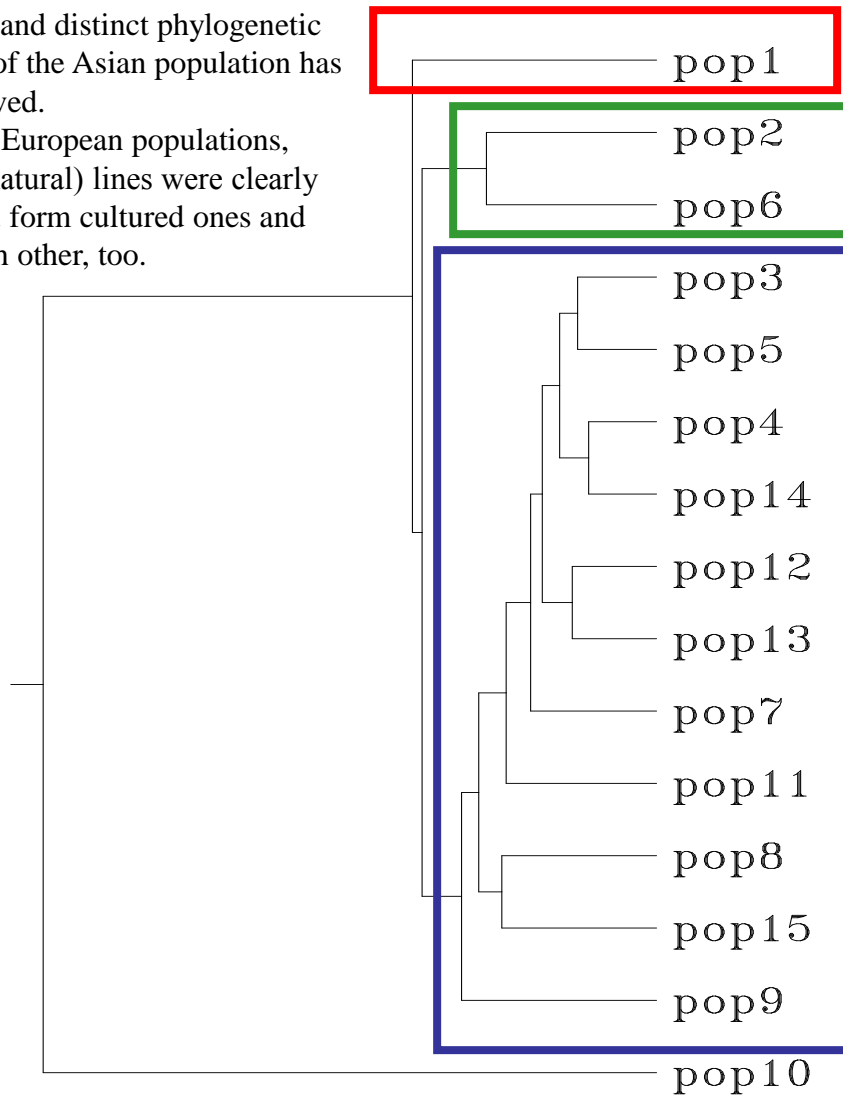 and distinct phylogenetic
of the Asian population has
ved.
European populations,
atural) lines were clearly
form cultured ones and
other, too.
pop1
pop2
pop6
pop3
pop5
pop4
pop14
pop12
pop13
pop7
pop11
pop8
pop15
pop9
pop10